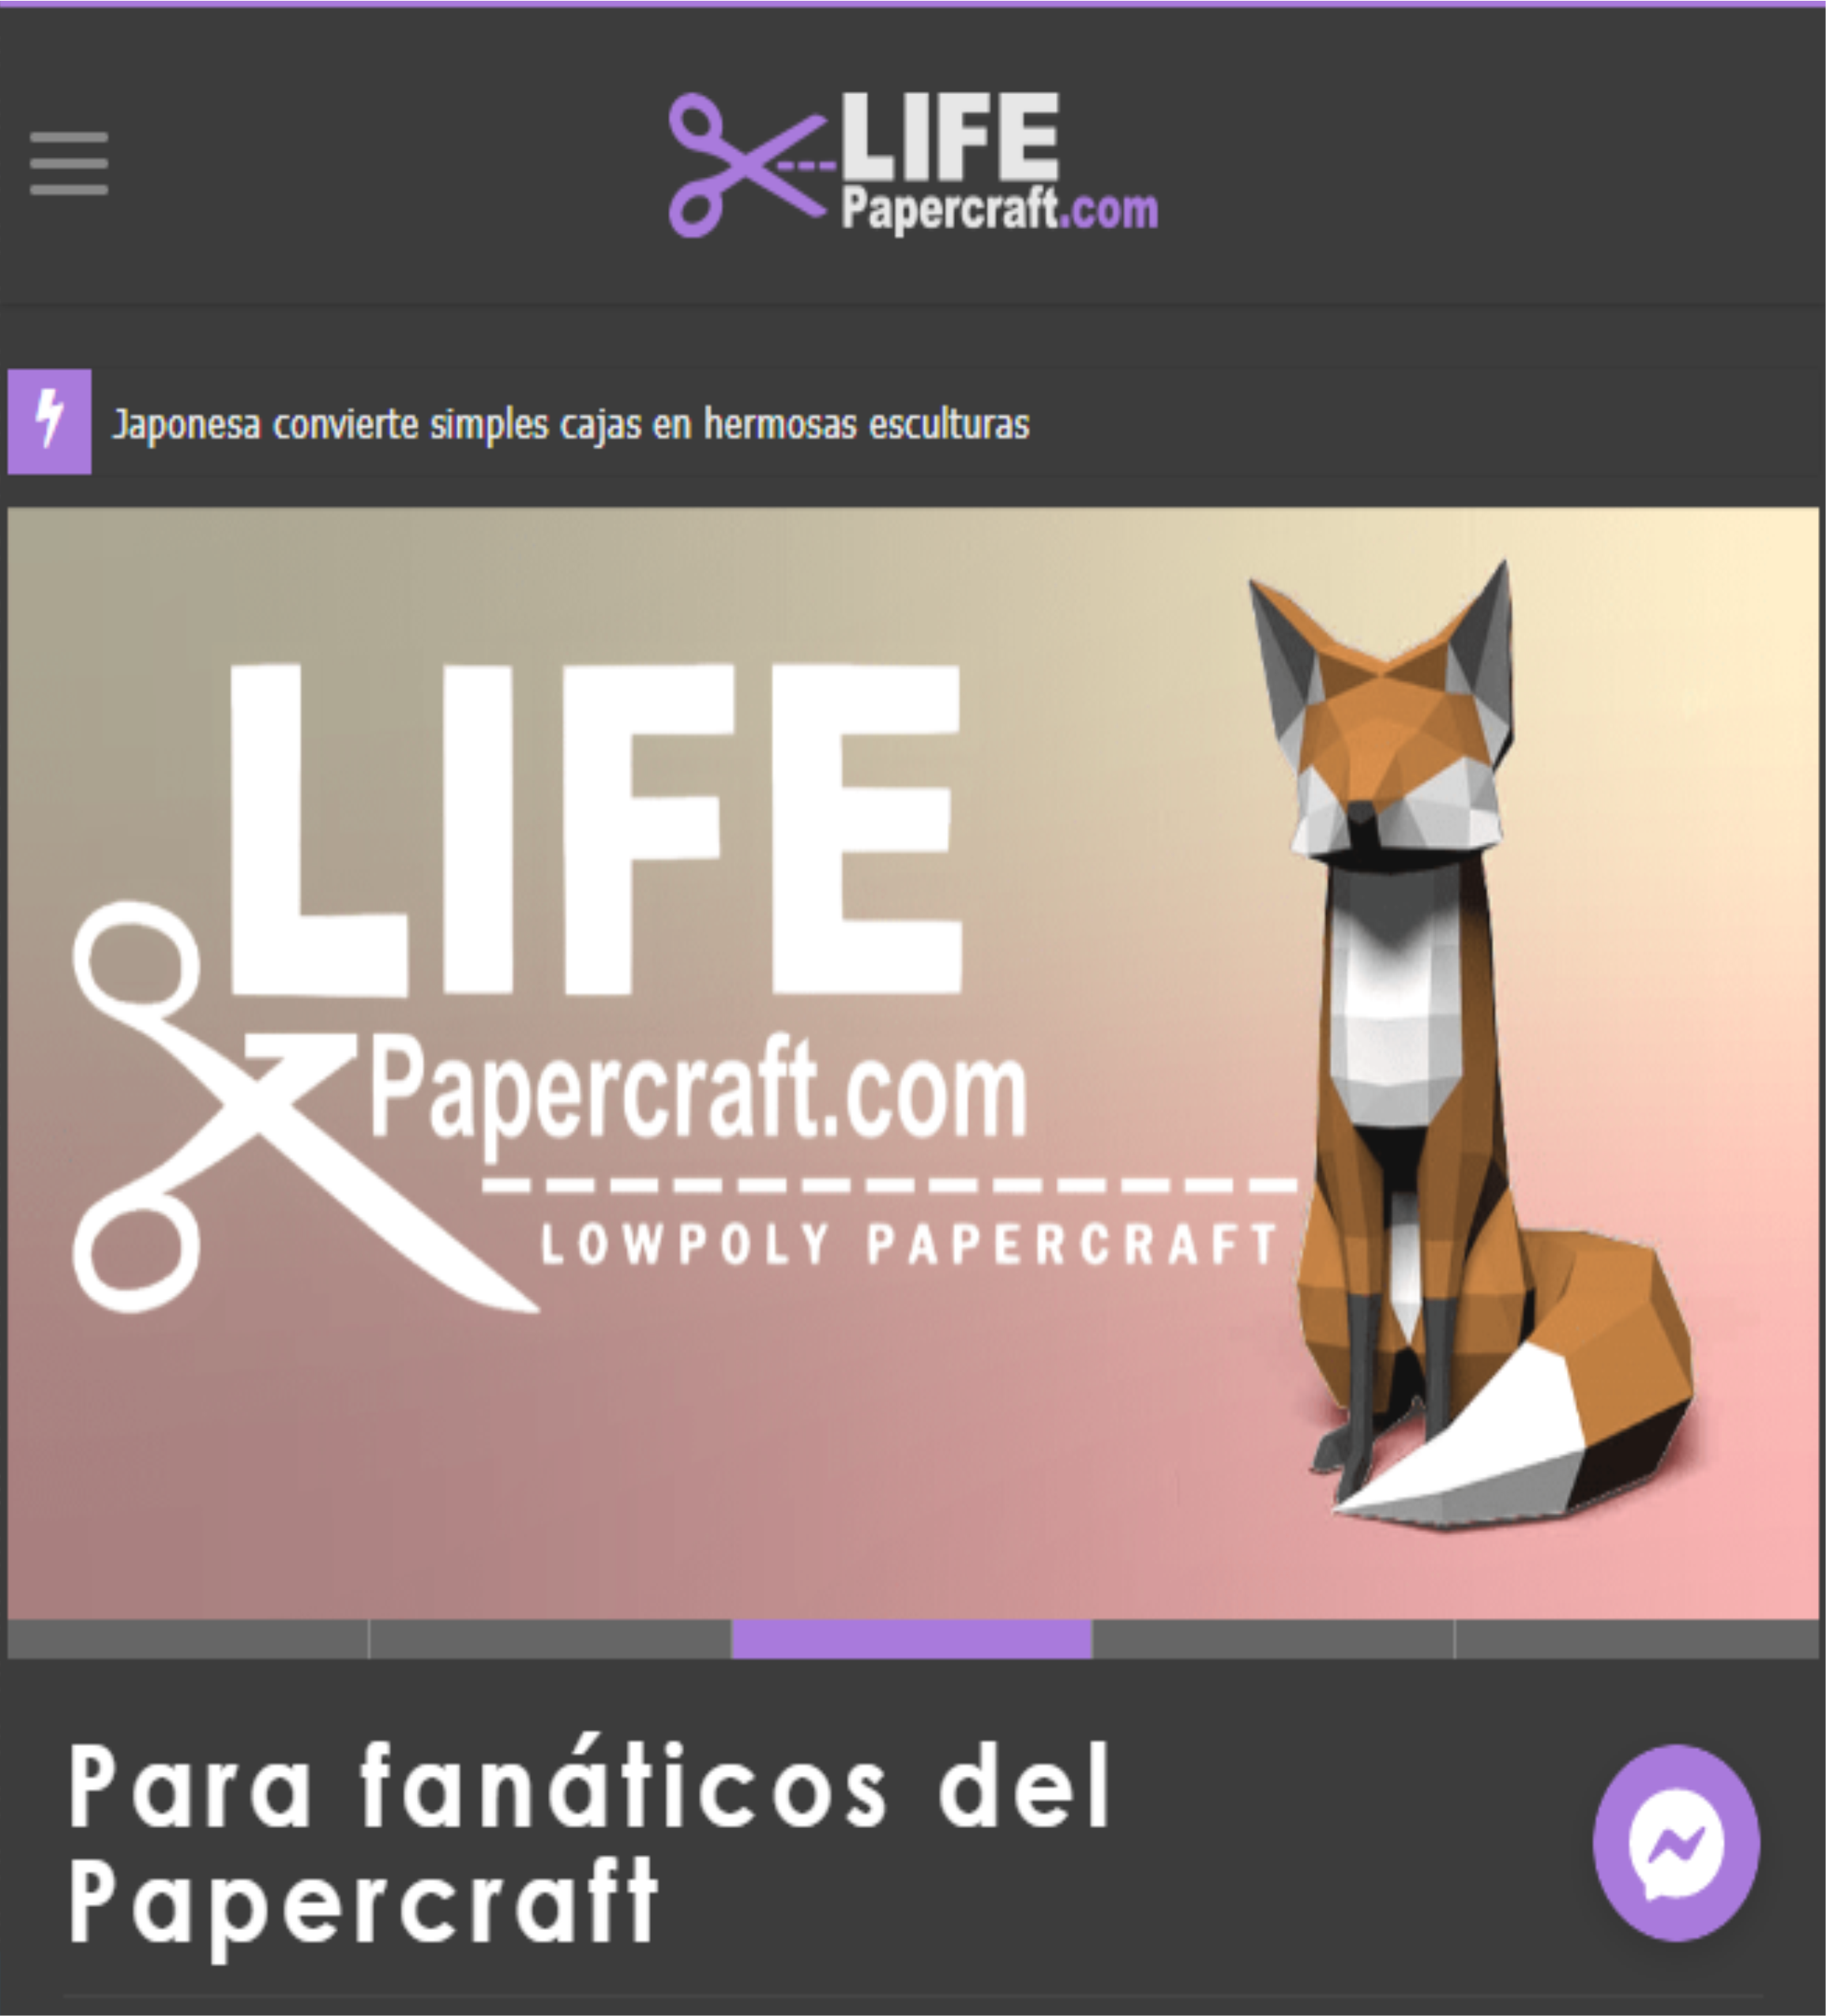 LIFE
Papercraft.com
Japonesa convierte simples cajas en hermosas esculturas
LIFE
Papercraft.com
LOWPOLY PAPERCRAFT
Para fanáticos del
Papercraft